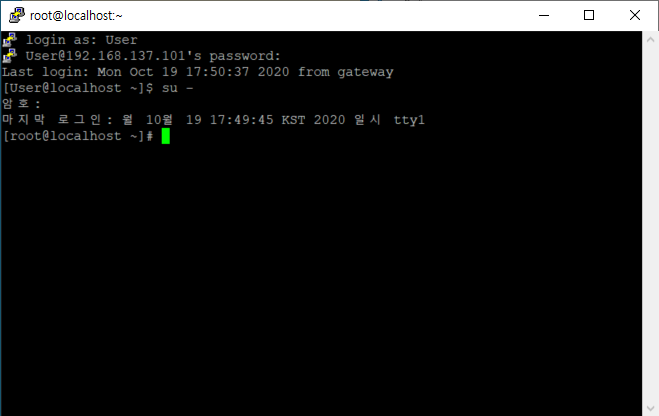 root@localhost:~
login as: User
User@192.168.137.101's password:
Last login: Mon Oct 19 17:50:37 2020 from gateway
[User@localhost ~]$ su -
암호:
마지막 로그인: 월 10월 19 17:49:45 KST 2020 일시 tty1
[root@localhost ~]#